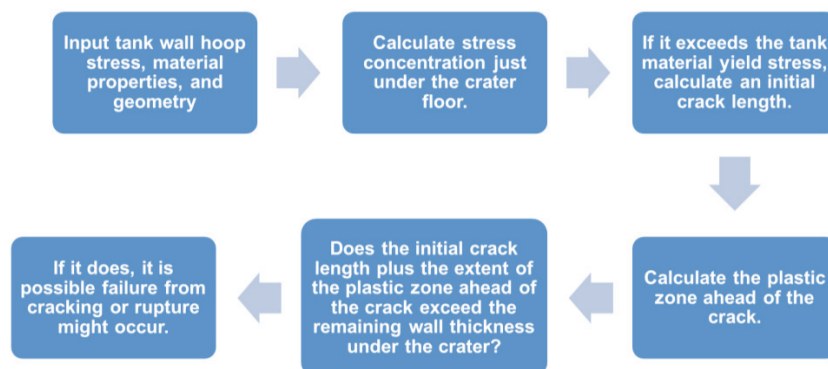 Input tank wall hoop
stress, material
properties, and
geometry
Calculate stress
concentration just
under the crater
floor.
If it exceeds the tank
material yield stress,
calculate an initial
crack length.
Calculate the plastic
zone ahead of the
crack.
Does the initial crack
length plus the extent of
the plastic zone ahead of
the crack exceed the
remaining wall thickness
under the crater?
If it does, it is
possible failure from
cracking or rupture
might occur.